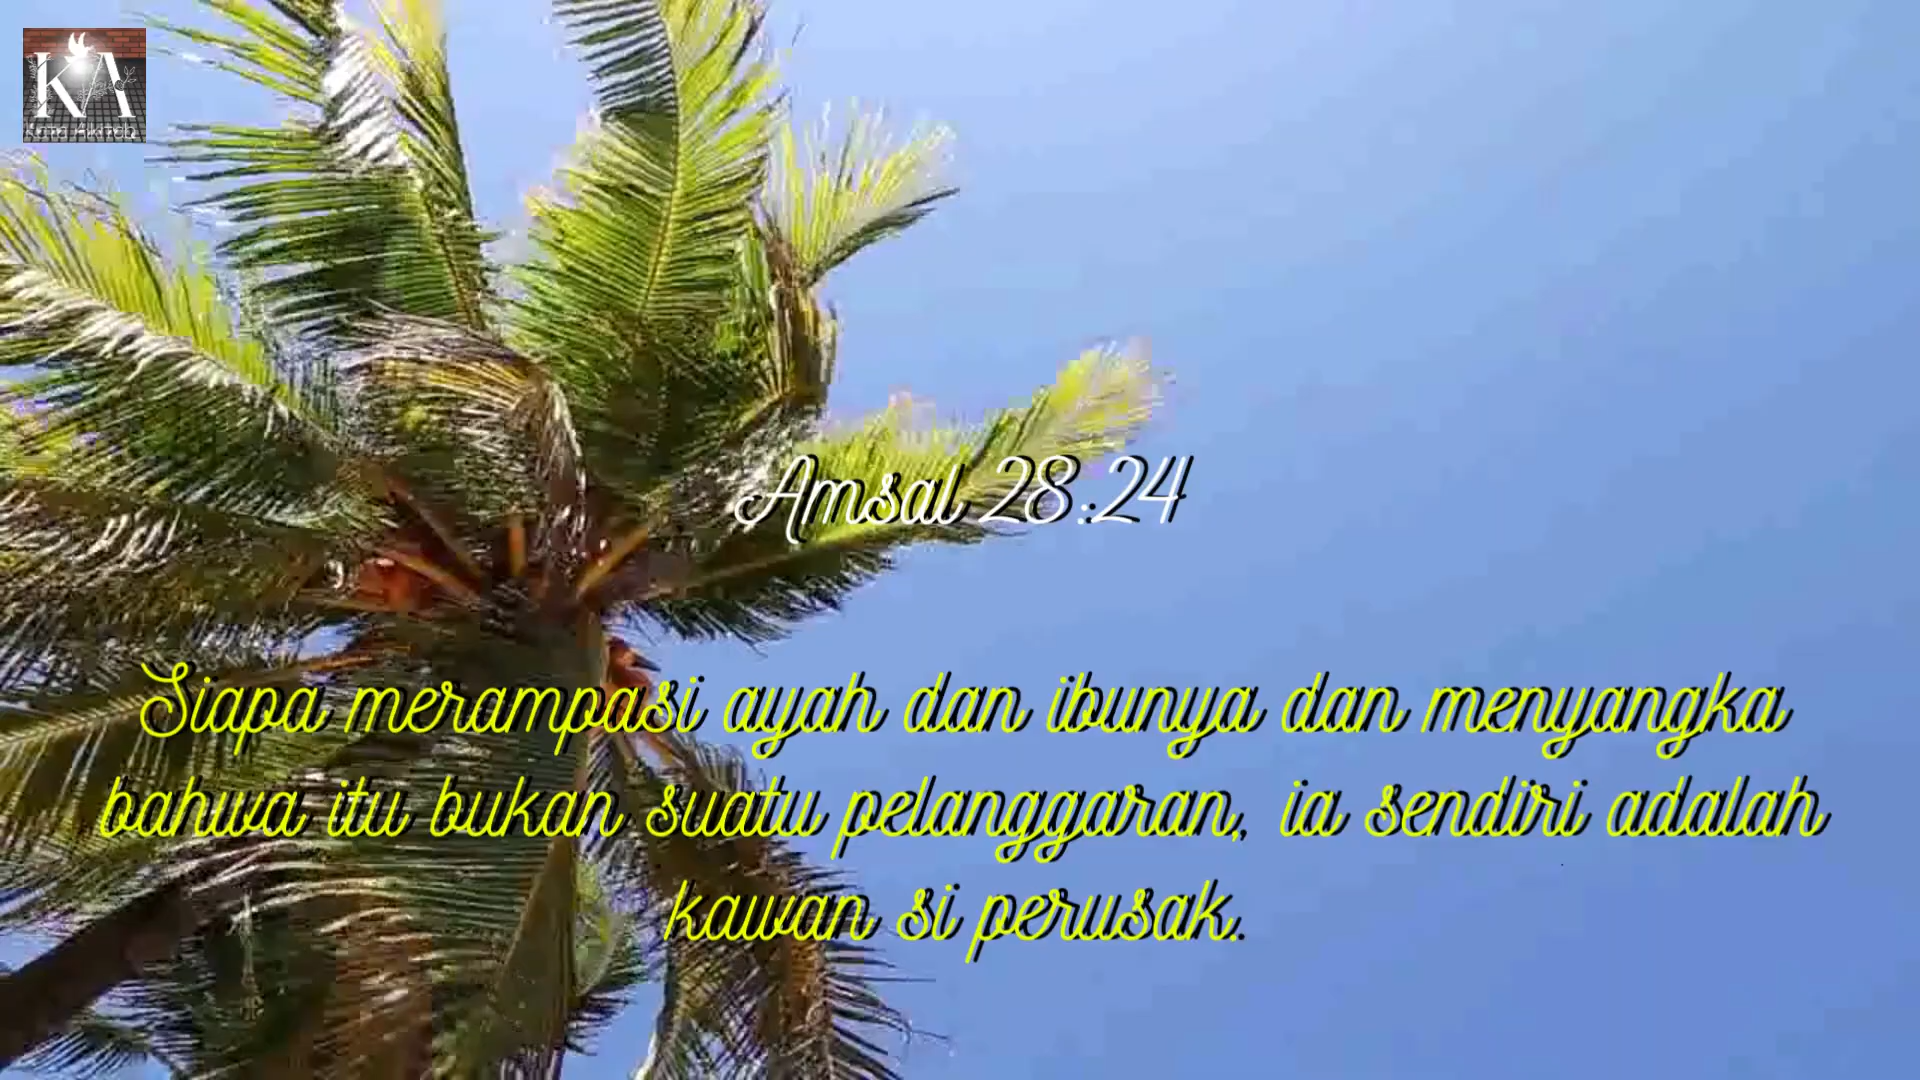 KA
Amsal 28:24
Siapa merampasi ayah dan ibunya dan menyangka
bahwa itu bukan suatu pelanggaran, ia sendiri adalah
kawan si perusak.